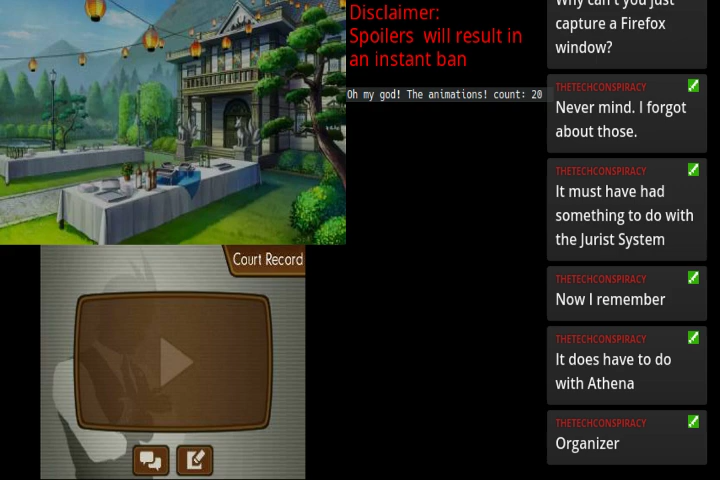 Disclaimer:
Spoilers will result in
an instant ban
Oh my god! The animations! count: 20
Court Record
Why can't you just
capture a Firefox
window?
THETECHCONSPIRACY
Never mind. I forgot
about those.
THETECHCONSPIRACY
It must have had
something to do with
the Jurist System
THETECHCONSPIRACY
Now I remember
THETECHCONSPIRACY
It does have to do
with Athena
THETECHCONSPIRACY
Organizer